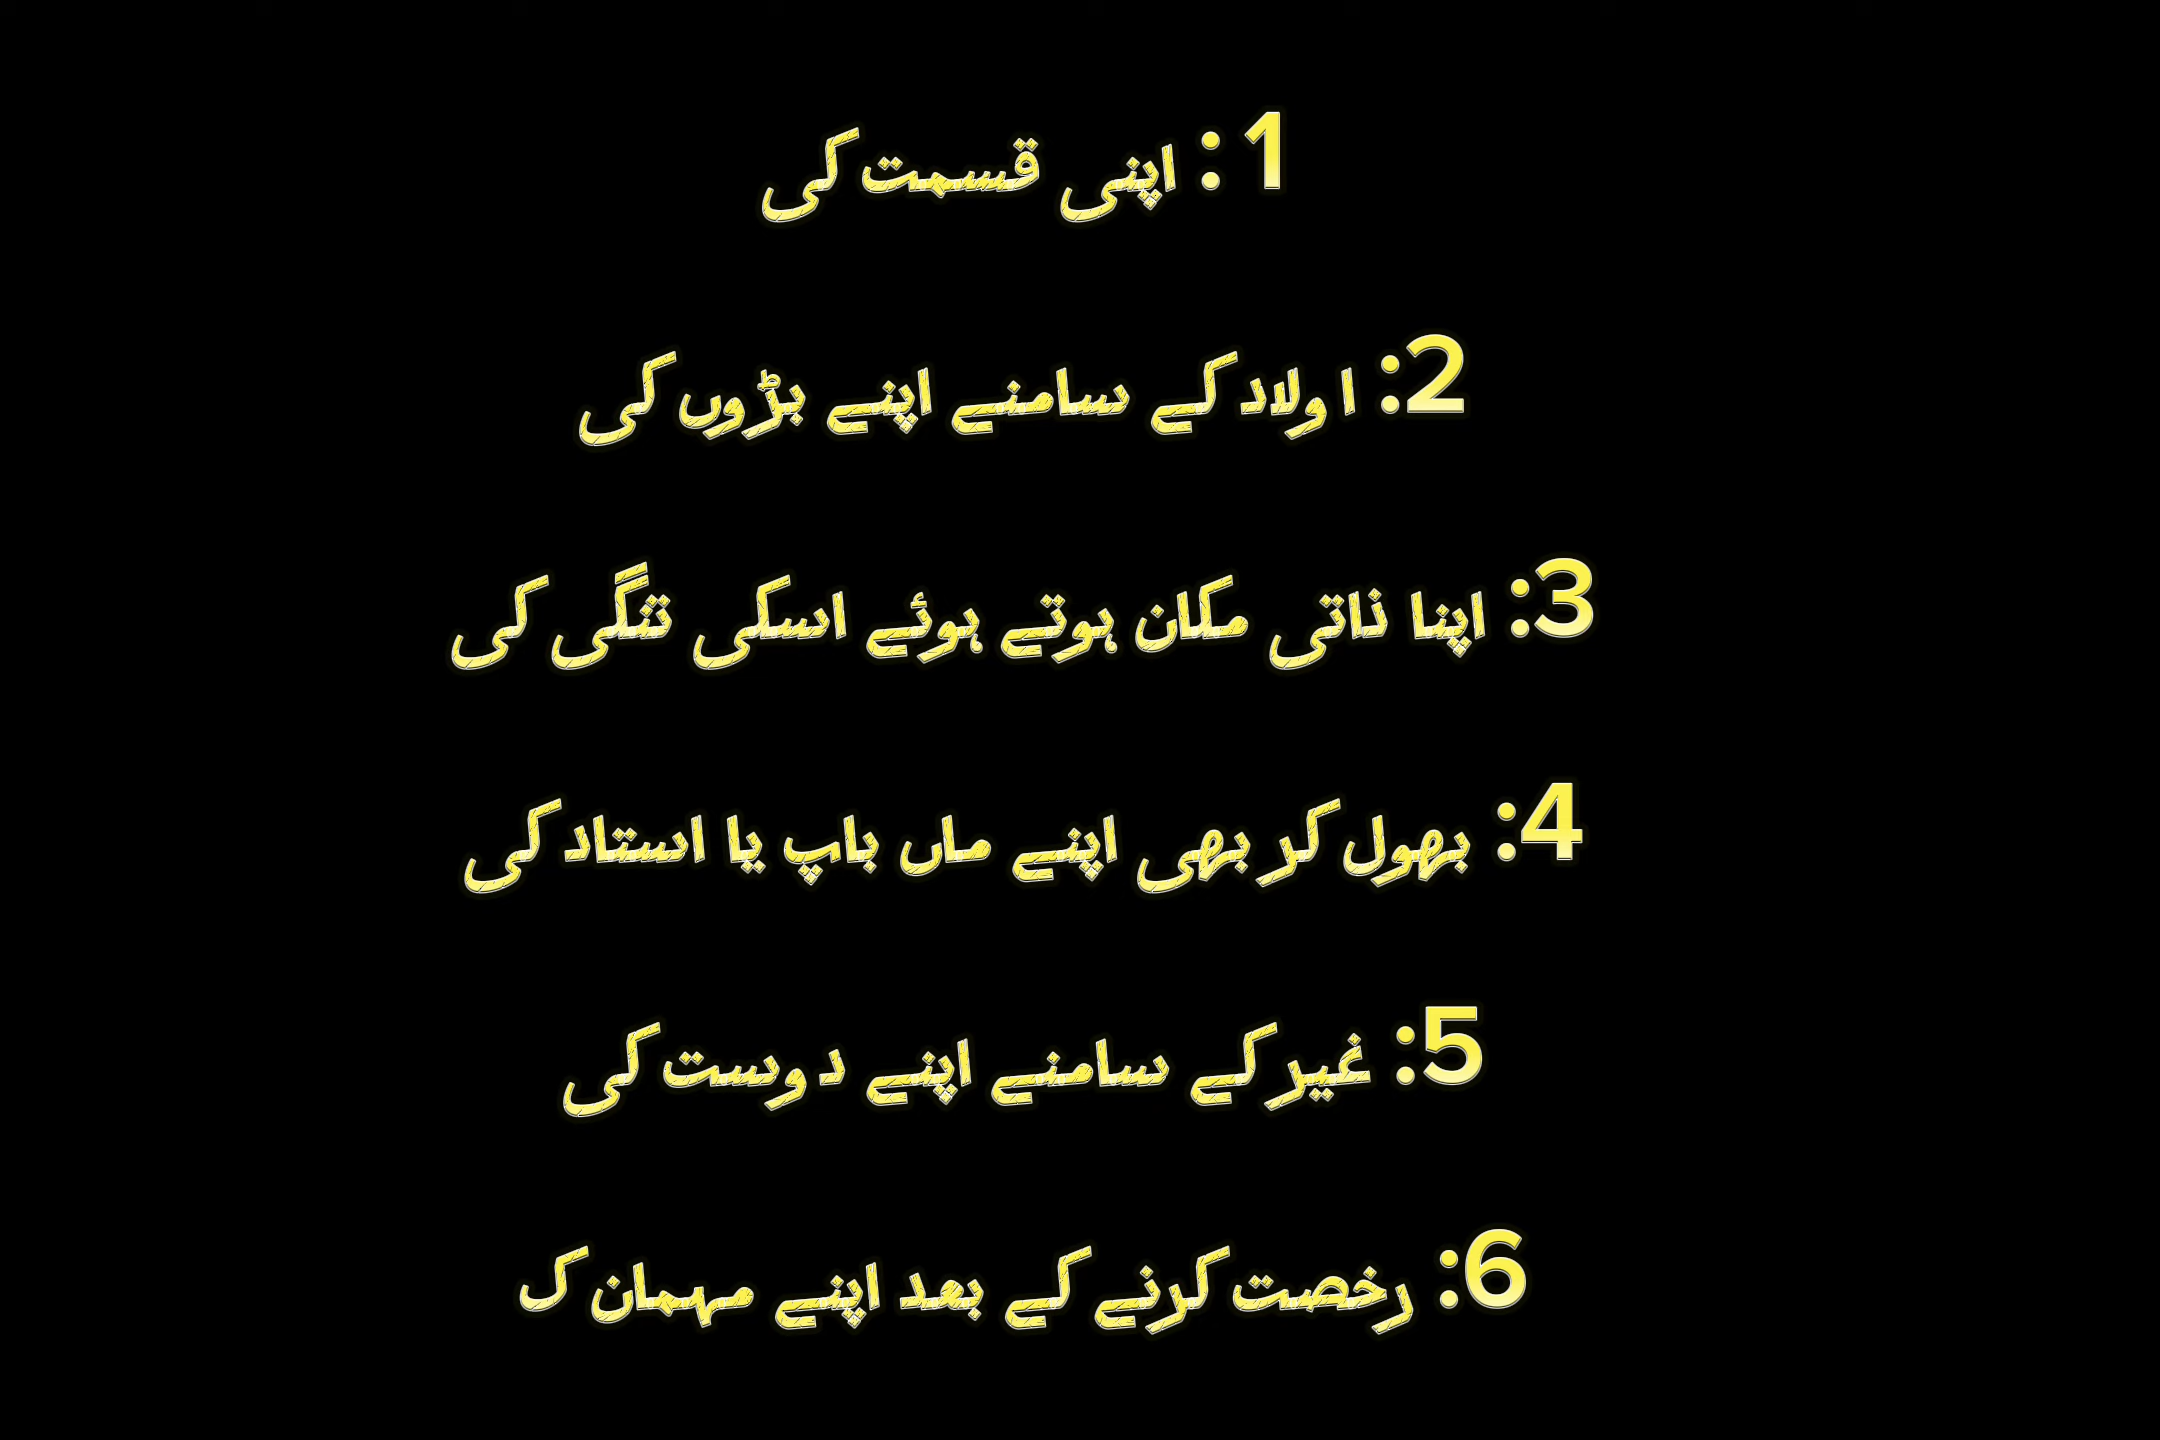 1 : اپنی قسمت کی
2: اولاد کے سامنے اپنے بڑوں کی
3: اپنا ذاتی مکان ہوتے ہوئے اسکی تنگی کی
4: بھول کر بھی اپنے ماں باپ یا استاد کی
5: غیر کے سامنے اپنے دوست کی
6: رخصت کرنے کے بعد اپنے مہمان ک